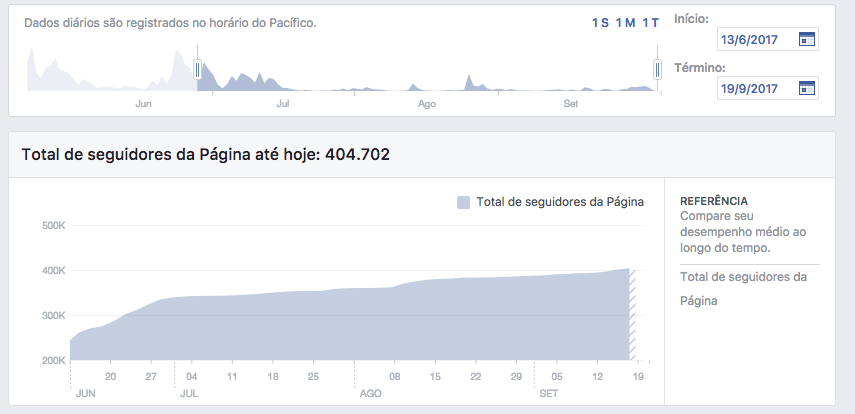 Dados diários são registrados no horário do Pacífico.
1 S 1 M 1 T
Início:
13/6/2017
Término:
19/9/2017
Jun Jul Ago Set
Total de seguidores da Página até hoje: 404.702
Total de seguidores da Página
500K
400K
300K
200K
20 27 04 11 18 25 08 15 22 29 05 12 19
JUN JUL AGO SET
REFERÊNCIA
Compare seu
desempenho médio ao
longo do tempo.
Total de seguidores da
Página